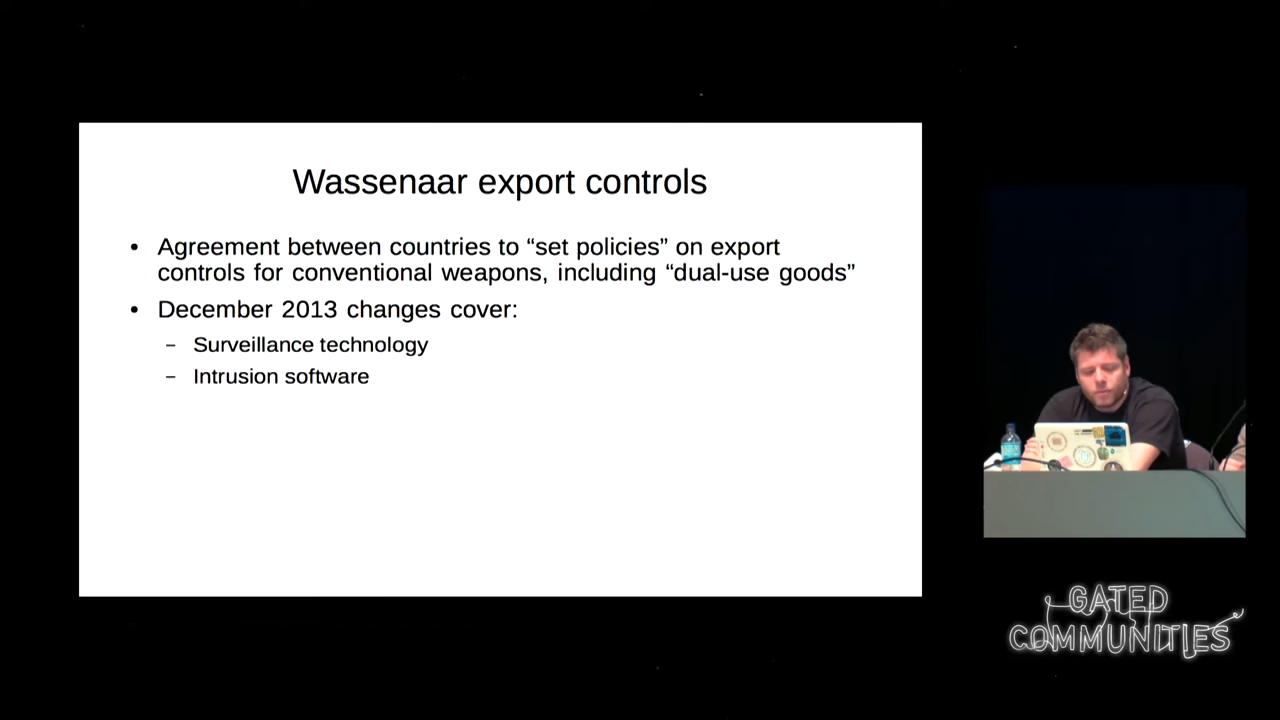 Wassenaar export controls
• Agreement between countries to “set policies” on export
controls for conventional weapons, including “dual-use goods”
• December 2013 changes cover:
– Surveillance technology
– Intrusion software
GATED
COMMUNITIES